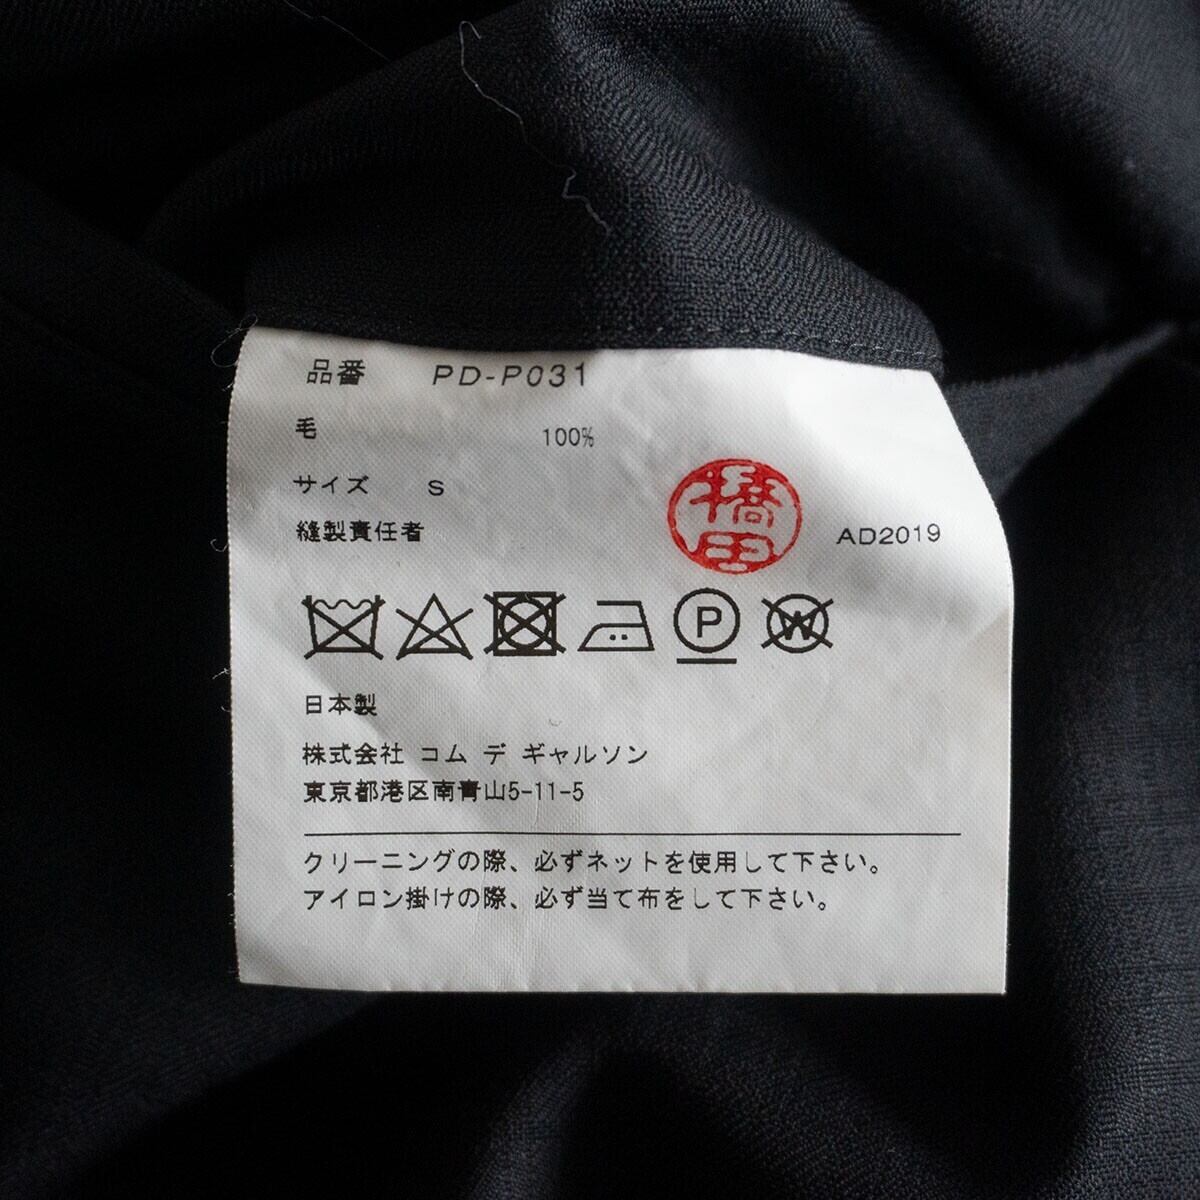 品番 PD-P031
毛 100%
サイズ S
縫製責任者 橋田 AD2019
P W
日本製
株式会社 コム デ ギャルソン
東京都港区南青山5-11-5
クリーニングの際、必ずネットを使用して下さい。
アイロン掛けの際、必ず当て布をして下さい。